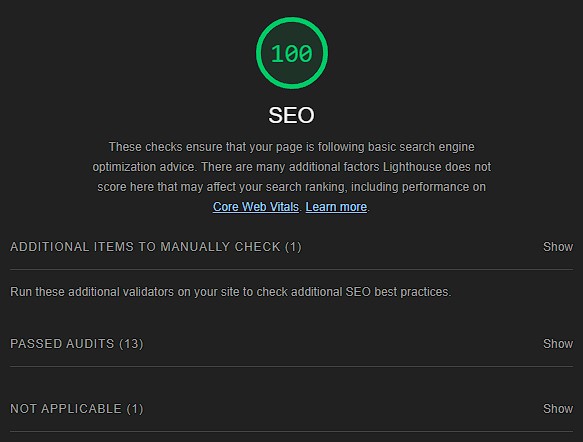 100
SEO
These checks ensure that your page is following basic search engine
optimization advice. There are many additional factors Lighthouse does not
score here that may affect your search ranking, including performance on
Core Web Vitals. Learn more.
ADDITIONAL ITEMS TO MANUALLY CHECK (1) Show
Run these additional validators on your site to check additional SEO best practices.
PASSED AUDITS (13) Show
NOT APPLICABLE (1) Show